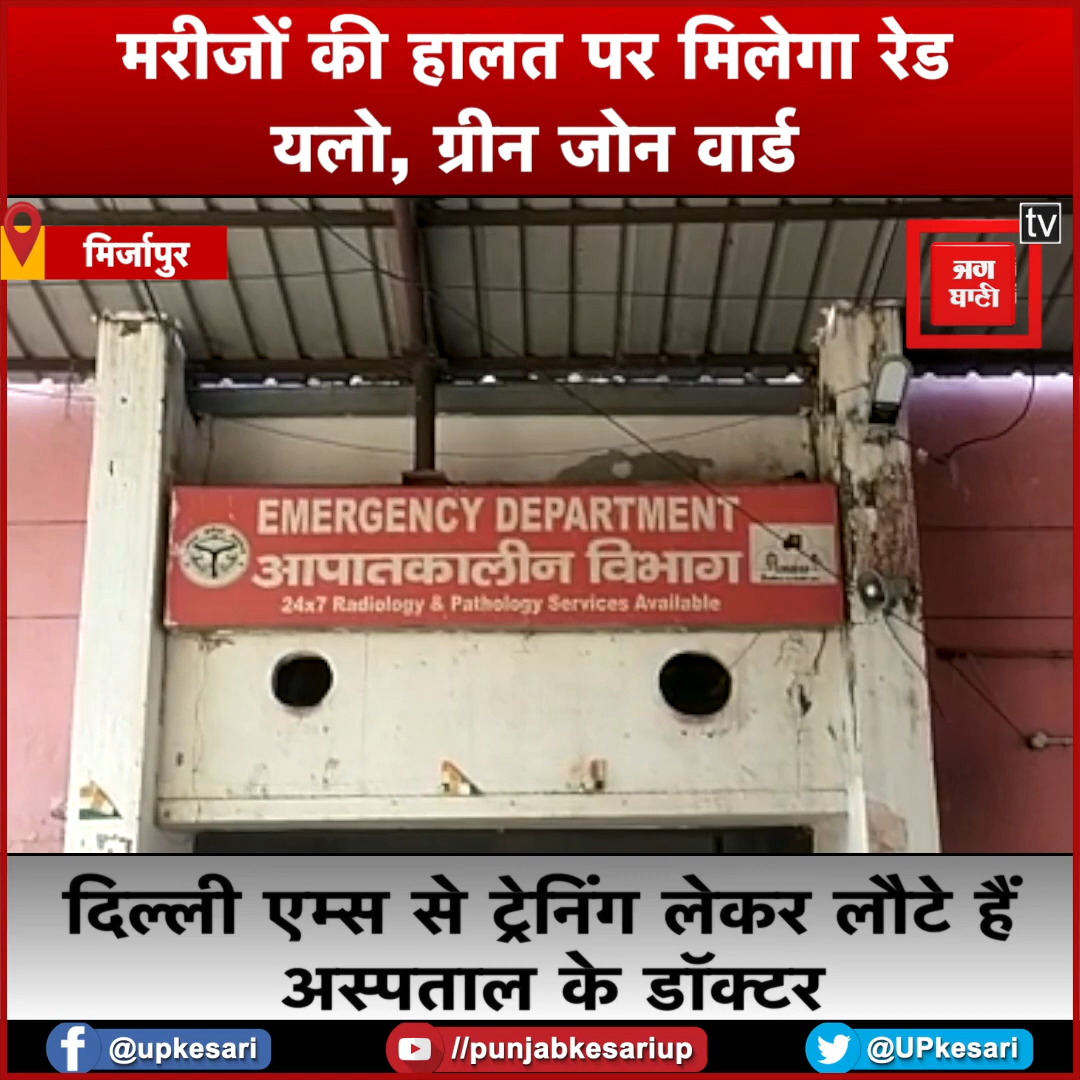 मरीजों की हालत पर मिलेगा रेड
यलो, ग्रीन जोन वार्ड
मिर्जापुर
tv
ਜਗ
ਬਾਣੀ
EMERGENCY DEPARTMENT
आपातकालीन विभाग
24x7 Radiology & Pathology Services Available
दिल्ली एम्स से ट्रेनिंग लेकर लौटे हैं
अस्पताल के डॉक्टर
@upkesari
//punjabkesariup
@UPkesari